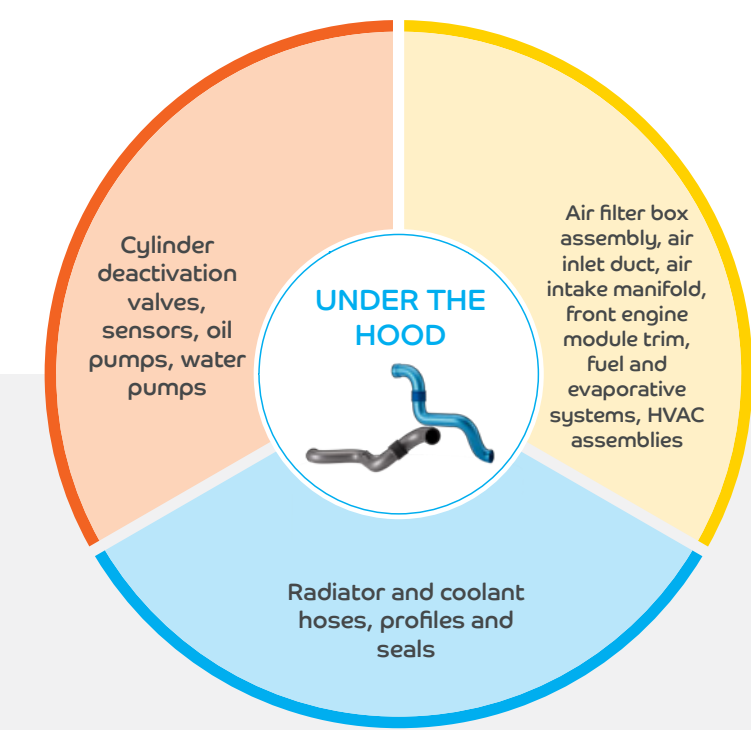 UNDER THE
HOOD
Cylinder
deactivation
valves,
sensors, oil
pumps, water
pumps
Air filter box
assembly, air
inlet duct, air
intake manifold,
front engine
module trim,
fuel and
evaporative
systems, HVAC
assemblies
Radiator and coolant
hoses, profiles and
seals